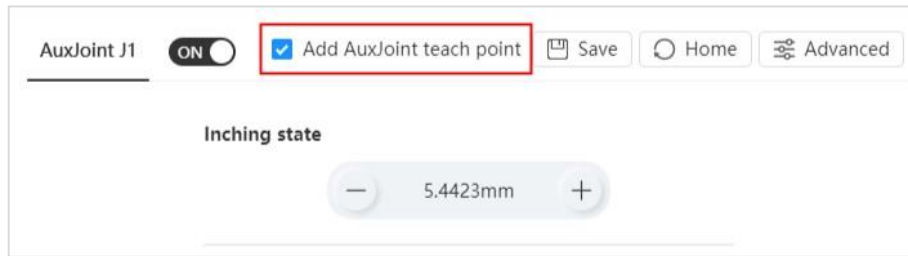 AuxJoint J1 ON Add AuxJoint teach point Save Home Advanced
Inching state
5.4423mm